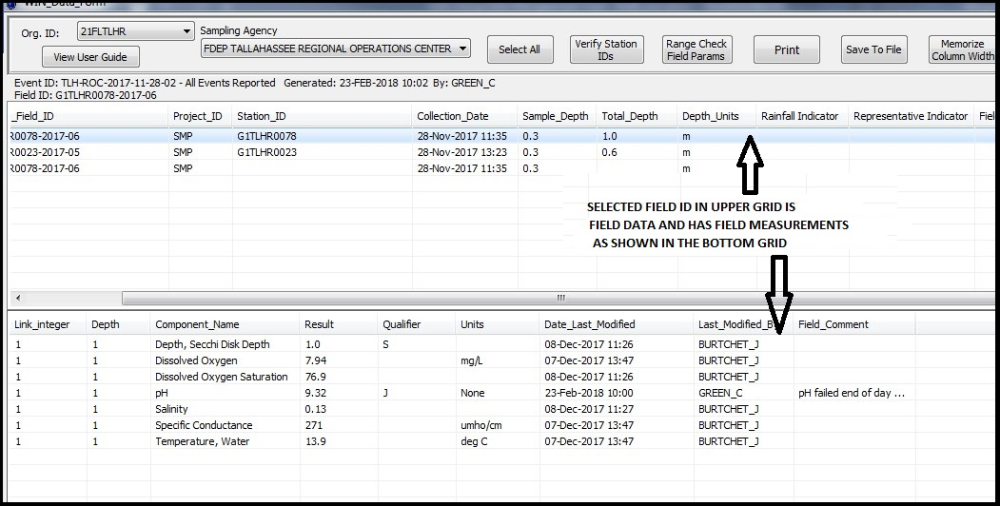 WIN_Data_Form
Org. ID: 21FLTLHR Sampling Agency
FDEP TALLAHASSEE REGIONAL OPERATIONS CENTER
View User Guide Select All Verify Station IDs Range Check Field Params Print Save To File Memorize Column Width
Event ID: TLH-ROC-2017-11-28-02 - All Events Reported Generated: 23-FEB-2018 10:02 By: GREEN_C
Field ID: G1TLHR0078-2017-06
_Field_ID Project_ID Station_ID Collection_Date Sample_Depth Total_Depth Depth_Units Rainfall Indicator Representative Indicator Fiel
R0078-2017-06 SMP G1TLHR0078 28-Nov-2017 11:35 0.3 1.0 m
R0023-2017-05 SMP G1TLHR0023 28-Nov-2017 13:23 0.3 0.6 m
R0078-2017-06 SMP 28-Nov-2017 11:35 0.3 m
SELECTED FIELD ID IN UPPER GRID IS
FIELD DATA AND HAS FIELD MEASUREMENTS
AS SHOWN IN THE BOTTOM GRID
Link_integer Depth Component_Name Result Qualifier Units Date_Last_Modified Last_Modified_B Field_Comment
1 1 Depth, Secchi Disk Depth 1.0 S 08-Dec-2017 11:26 BURTCHET_J
1 1 Dissolved Oxygen 7.94 mg/L 07-Dec-2017 13:47 BURTCHET_J
1 1 Dissolved Oxygen Saturation 76.9 08-Dec-2017 11:26 BURTCHET_J
1 1 pH 9.32 J None 23-Feb-2018 10:00 GREEN_C pH failed end of day ...
1 1 Salinity 0.13 08-Dec-2017 11:27 BURTCHET_J
1 1 Specific Conductance 271 umho/cm 07-Dec-2017 13:47 BURTCHET_J
1 1 Temperature, Water 13.9 deg C 07-Dec-2017 13:47 BURTCHET_J